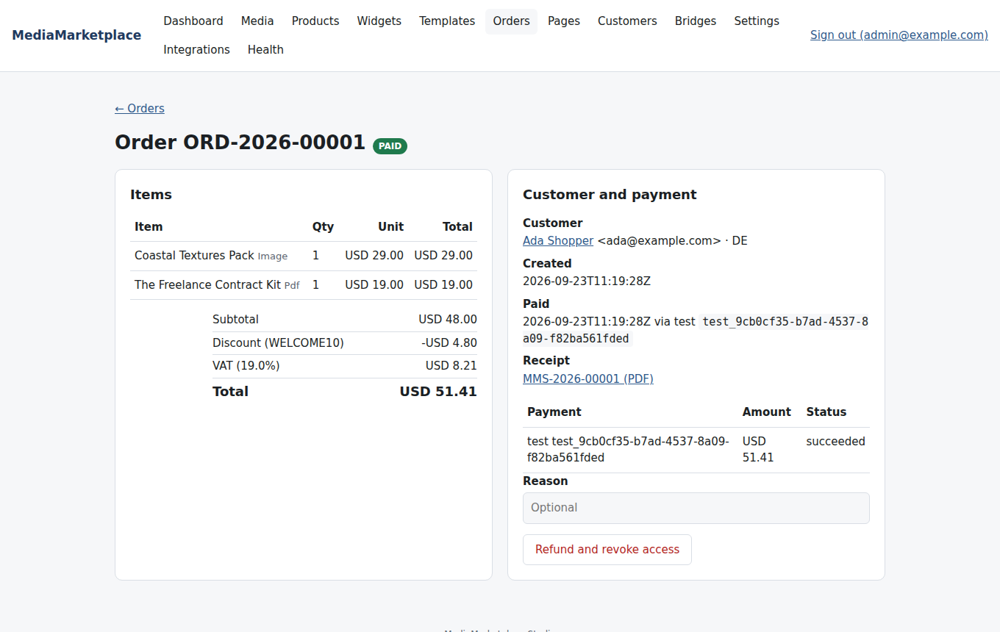 MediaMarketplace
Dashboard Media Products Widgets Templates Orders Pages Customers Bridges Settings
Integrations Health
Sign out (admin@example.com)
← Orders
Order ORD-2026-00001 PAID
Items
Item Qty Unit Total
Coastal Textures Pack Image 1 USD 29.00 USD 29.00
The Freelance Contract Kit Pdf 1 USD 19.00 USD 19.00
Subtotal USD 48.00
Discount (WELCOME10) -USD 4.80
VAT (19.0%) USD 8.21
Total USD 51.41
Customer and payment
Customer
Ada Shopper <ada@example.com> · DE
Created
2026-09-23T11:19:28Z
Paid
2026-09-23T11:19:28Z via test test_9cb0cf35-b7ad-4537-8
a09-f82ba561fded
Receipt
MMS-2026-00001 (PDF)
Payment Amount Status
test test_9cb0cf35-b7ad-4537-8a09- USD succeeded
f82ba561fded 51.41
Reason
Optional
Refund and revoke access